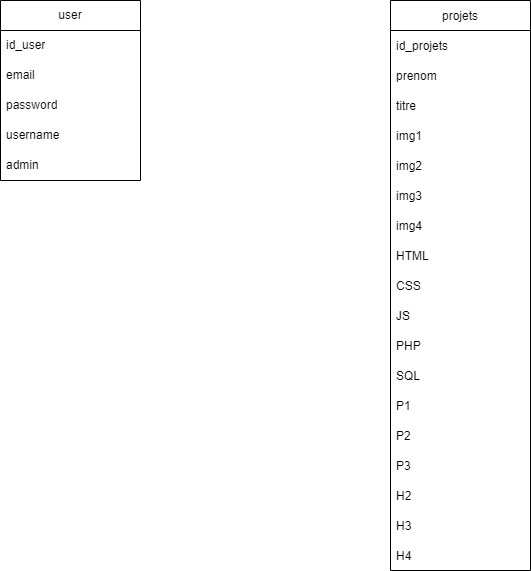 user
id_user
email
password
username
admin
projets
id_projets
prenom
titre
img1
img2
img3
img4
HTML
CSS
JS
PHP
SQL
P1
P2
P3
H2
H3
H4